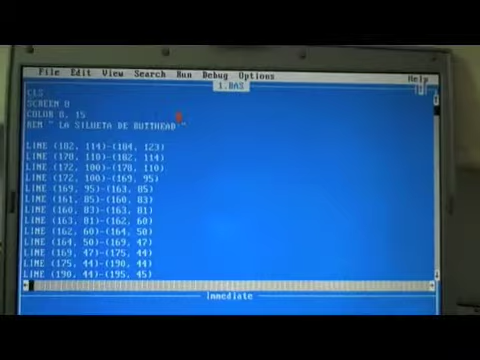 File Edit View Search Run Debug Options Help
1.BAS
CLS
SCREEN 8
COLOR 8, 15
REM " LA SILHETA DE BUTTHEAD "
LINE (182, 114)-(184, 123)
LINE (178, 110)-(182, 114)
LINE (172, 100)-(178, 110)
LINE (172, 100)-(169, 95)
LINE (169, 95)-(163, 85)
LINE (161, 85)-(160, 83)
LINE (160, 83)-(163, 81)
LINE (163, 81)-(162, 60)
LINE (162, 60)-(164, 50)
LINE (164, 50)-(169, 47)
LINE (169, 47)-(175, 44)
LINE (175, 44)-(190, 44)
LINE (190, 44)-(195, 45)
Immediate